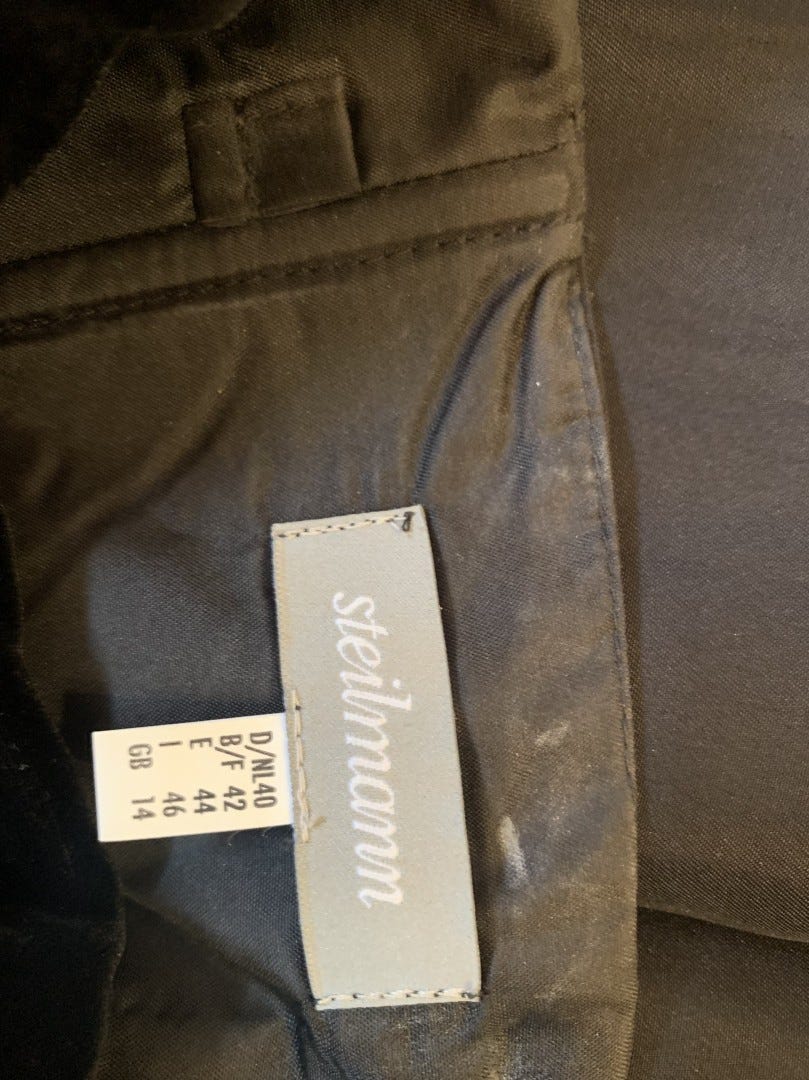 steilmann
D/NL40
B/F 42
E 44
I 46
GB 14